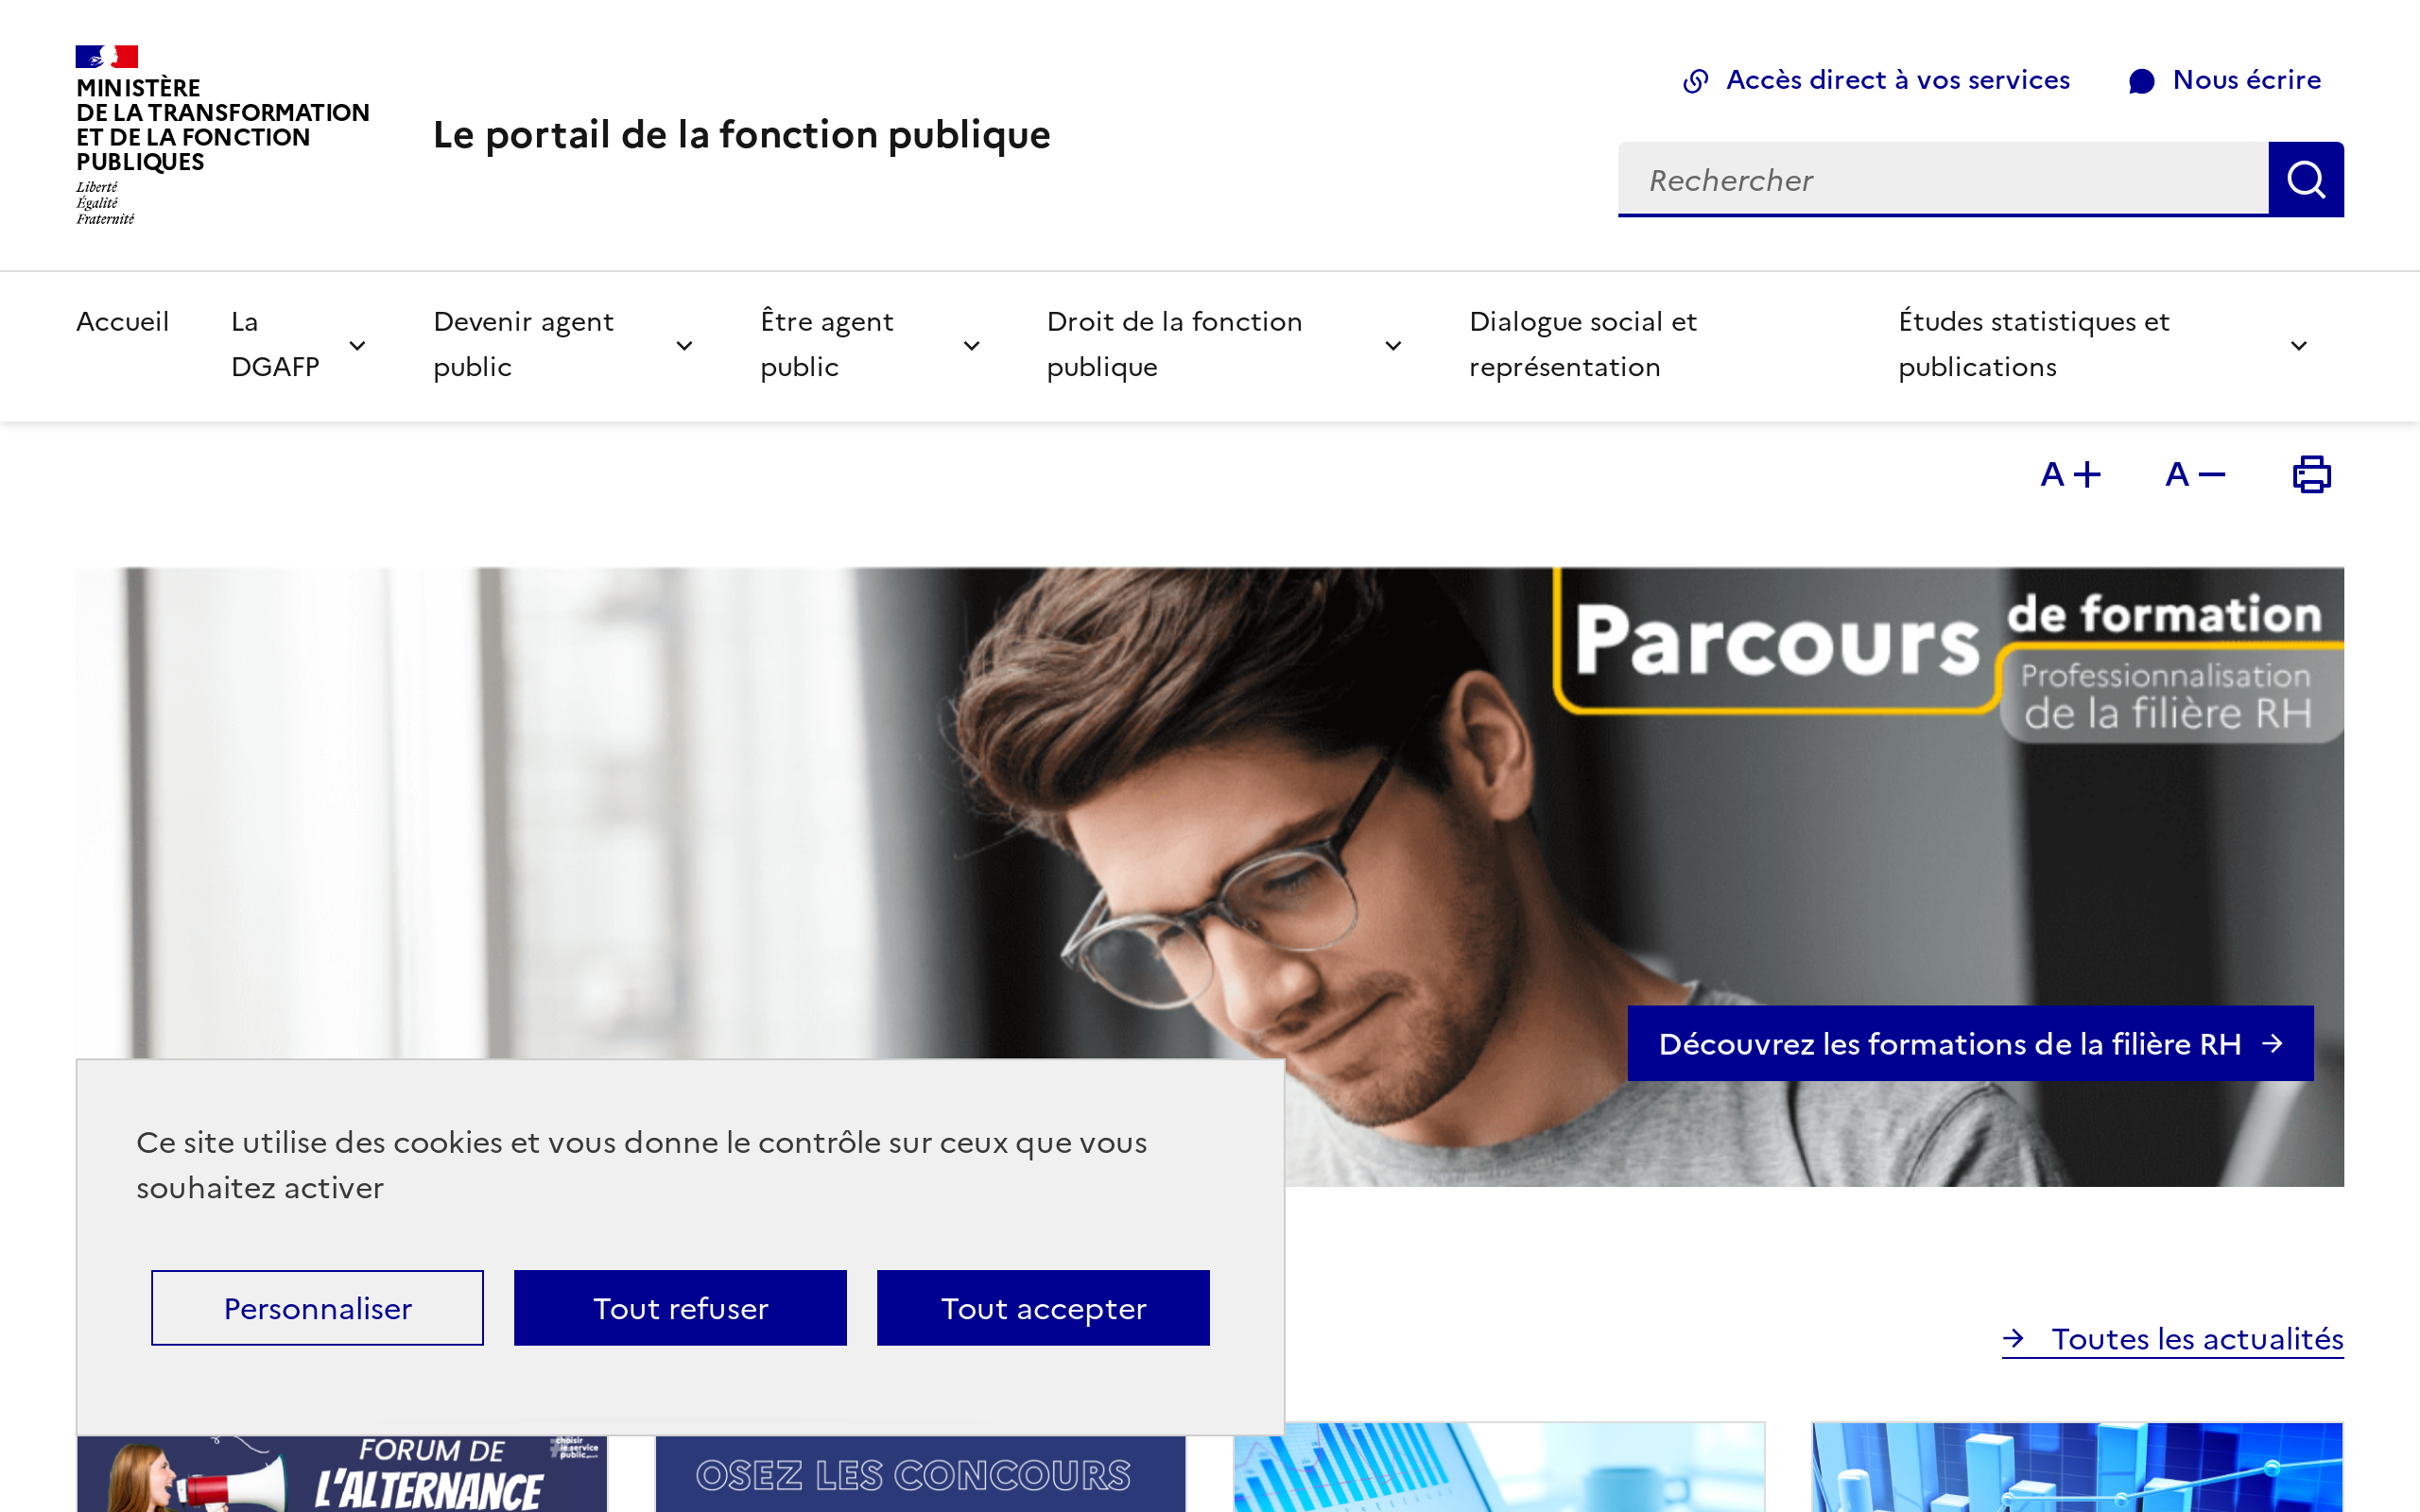 MINISTÈRE
DE LA TRANSFORMATION
ET DE LA FONCTION
PUBLIQUES
Liberté
Égalité
Fraternité
Le portail de la fonction publique
Accès direct à vos services
Nous écrire
Rechercher
Accueil
La
DGAFP
Devenir agent
public
Être agent
public
Droit de la fonction
publique
Dialogue social et
représentation
Études statistiques et
publications
A +
A −
Parcours
de formation
Professionnalisation
de la filière RH
Découvrez les formations de la filière RH
Ce site utilise des cookies et vous donne le contrôle sur ceux que vous
souhaitez activer
Personnaliser
Tout refuser
Tout accepter
Toutes les actualités
FORUM DE
L'ALTERNANCE
choisir
le service
public
OSEZ LES CONCOURS